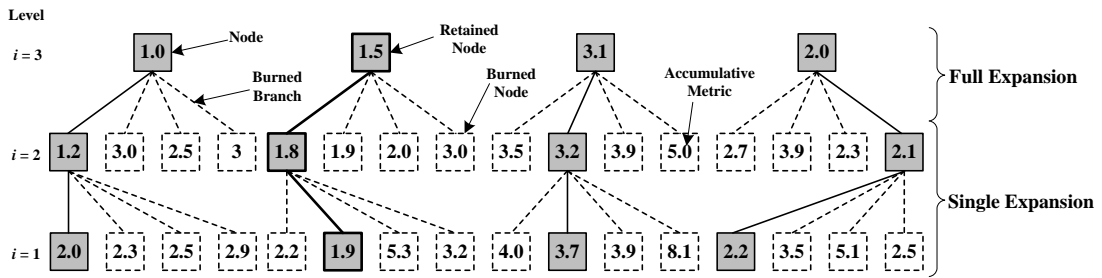 Level
i = 3
1.0
Node
1.5
Retained
Node
3.1
2.0
Full Expansion
Burned
Branch
Burned
Node
Accumulative
Metric
i = 2
1.2
3.0
2.5
3
1.8
1.9
2.0
3.0
3.5
3.2
3.9
5.0
2.7
3.9
2.3
2.1
Single Expansion
i = 1
2.0
2.3
2.5
2.9
2.2
1.9
5.3
3.2
4.0
3.7
3.9
8.1
2.2
3.5
5.1
2.5